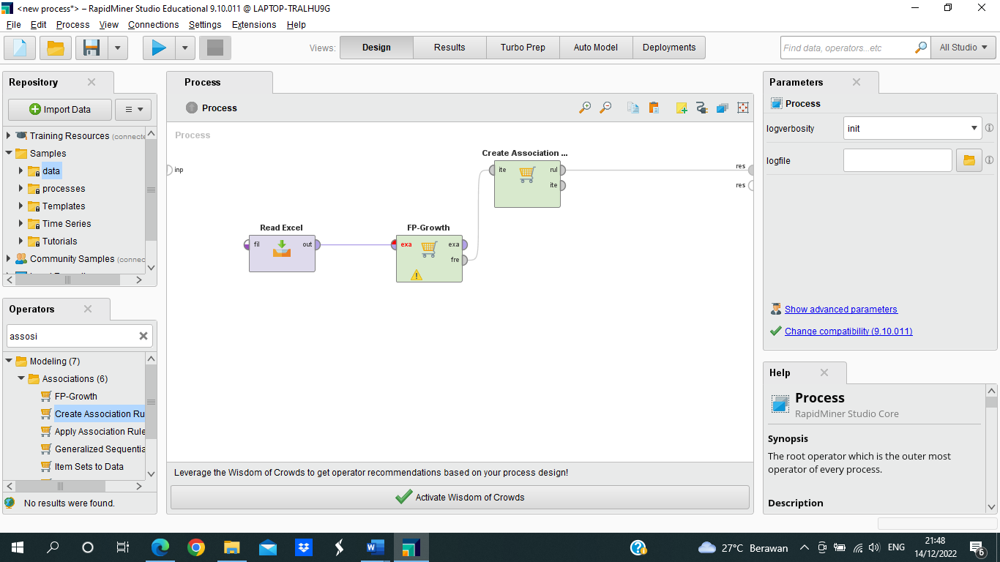 <new process*> – RapidMiner Studio Educational 9.10.011 @ LAPTOP-TRALHU9G
File Edit Process View Connections Settings Extensions Help
Views: Design Results Turbo Prep Auto Model Deployments Find data, operators...etc All Studio
Repository
Import Data
Training Resources (connecte
Samples
data
processes
Templates
Time Series
Tutorials
Community Samples (connec
Operators
assosi
Modeling (7)
Associations (6)
FP-Growth
Create Association Ru
Apply Association Rule
Generalized Sequentia
Item Sets to Data
No results were found.
Process
Process
Process
inp
Create Association ...
ite rul
ite
res
res
Read Excel
fil out
FP-Growth
exa exa
fre
Leverage the Wisdom of Crowds to get operator recommendations based on your process design!
Activate Wisdom of Crowds
Parameters
Process
logverbosity init
logfile
Show advanced parameters
Change compatibility (9.10.011)
Help
Process
RapidMiner Studio Core
Synopsis
The root operator which is the outer most
operator of every process.
Description
27°C Berawan ENG 21:48
14/12/2022
6